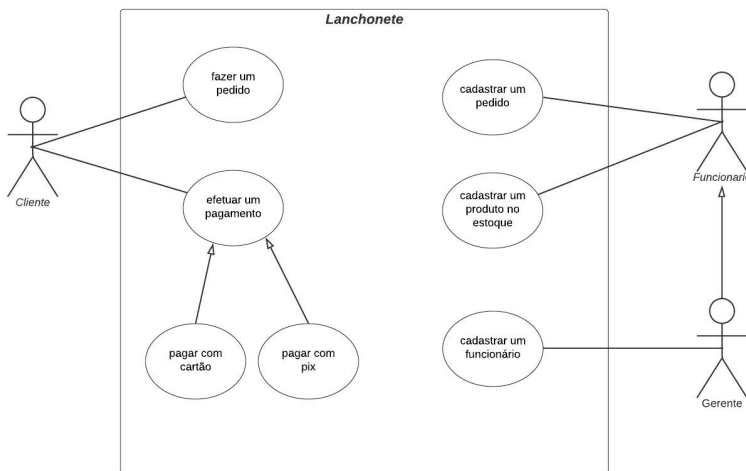 Lanchonete
fazer um
pedido
cadastrar um
pedido
Cliente
Funcionario
efetuar um
pagamento
cadastrar um
produto no
estoque
pagar com
cartão
pagar com
pix
cadastrar um
funcionário
Gerente